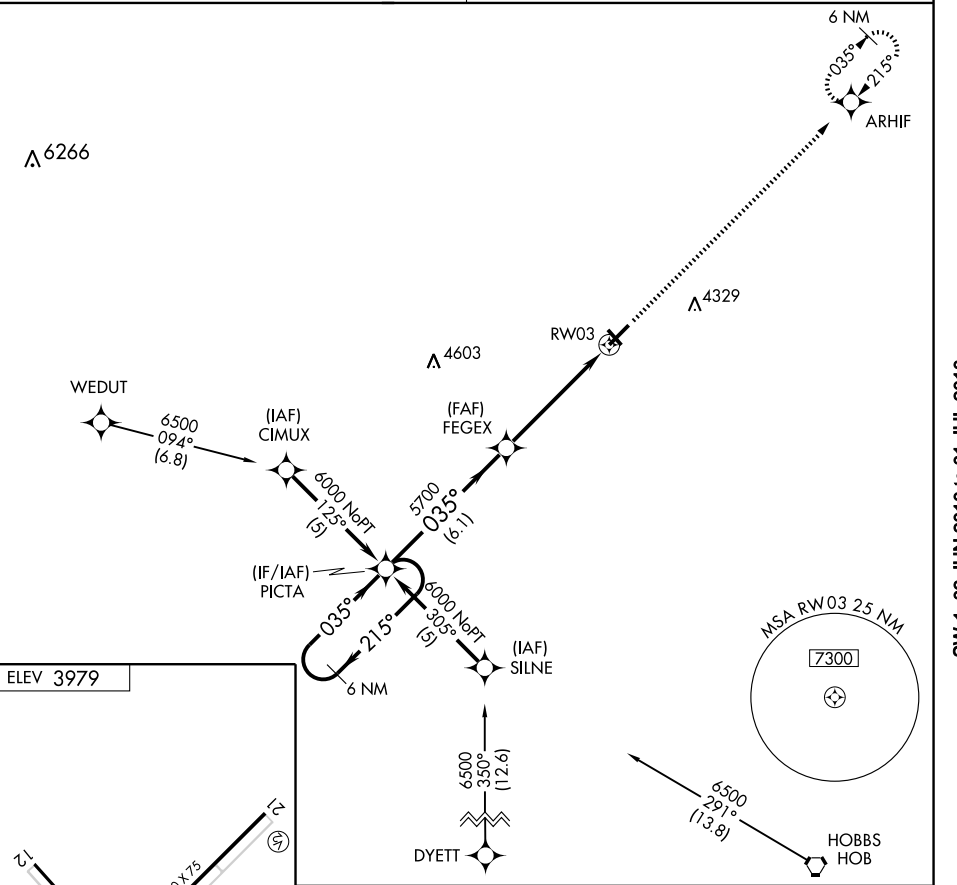 6 NM
035°
215°
ARHIF
6266
4329
RW03
4603
WEDUT
6500
094°
(6.8)
(IAF)
CIMUX
(FAF)
FEGEX
6000 NoPT
125°
(5)
5700
035°
(6.1)
(IF/IAF)
PICTA
035°
215°
6 NM
6000 NoPT
305°
(5)
(IAF)
SILNE
MSA RW03 25 NM
7300
ELEV 3979
6500
350°
(12.6)
DYETT
6500
291°
(13.8)
HOBBS
HOB
21
12